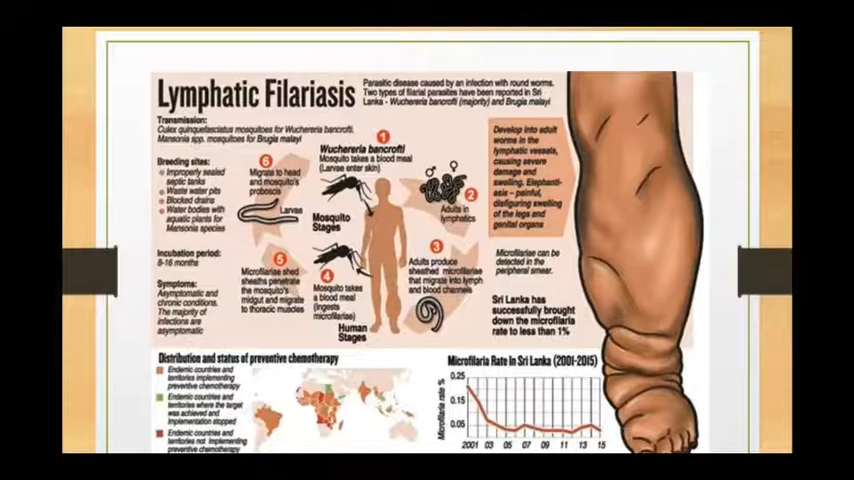 Lymphatic Filariasis
Parasitic disease caused by an infection with round worms.
Two types of filarial parasites have been reported in Sri
Lanka - Wuchereria bancrofti (majority) and Brugia malayi
Transmission:
Culex quinquefasciatus mosquitoes for Wuchereria bancrofti.
Mansonia spp. mosquitoes for Brugia malayi
Breeding sites:
Improperly sealed
septic tanks
Waste water pits
Blocked drains
Water bodies with
aquatic plants for
Mansonia species
Incubation period:
8-16 months
Symptoms:
Asymptomatic and
chronic conditions.
The majority of
infections are
asymptomatic
1
Wuchereria bancrofti
Mosquito takes a blood meal
(Larvae enter skin)
2
Adults in
lymphatics
3
Adults produce
sheathed microfilariae
that migrate into lymph
and blood channels
4
Mosquito takes
a blood meal
(ingests
microfilariae)
5
Microfilariae shed
sheaths penetrate
the mosquito's
midgut and migrate
to thoracic muscles
6
Migrate to head
and mosquito's
proboscis
Larvae
Mosquito
Stages
Human
Stages
Develop into adult
worms in the
lymphatic vessels,
causing severe
damage and
swelling. Elephanti-
asis – painful,
disfiguring swelling
of the legs and
genital organs
Microfilariae can be
detected in the
peripheral smear.
Sri Lanka has
successfully brought
down the microfilaria
rate to less than 1%
Distribution and status of preventive chemotherapy
Endemic countries and
territories implementing
preventive chemotherapy
Endemic countries and
territories where the target
was achieved and
implementation stopped
Endemic countries and
territories not implementing
preventive chemotherapy
Microfilaria Rate In Sri Lanka (2001-2015)
Microfilaria rate %
0.25
0.15
0.05
2001 03 05 07 09 11 13 15